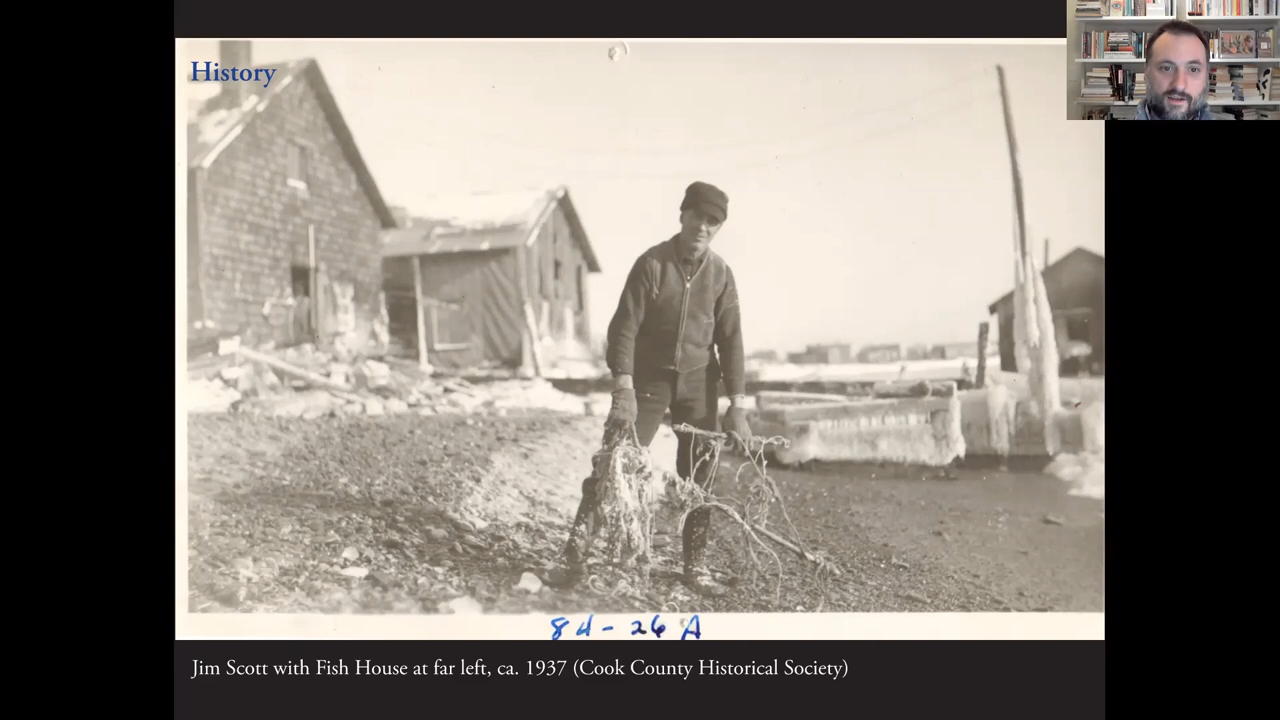 History
84-26 A
Jim Scott with Fish House at far left, ca. 1937 (Cook County Historical Society)